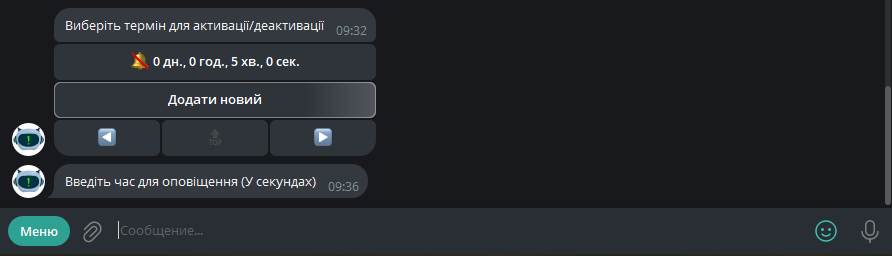 Виберіть термін для активації/деактивації 09:32
0 дн., 0 год., 5 хв., 0 сек.
Додати новий
TOP
Введіть час для оповіщення (У секундах) 09:36
Меню Сообщение...